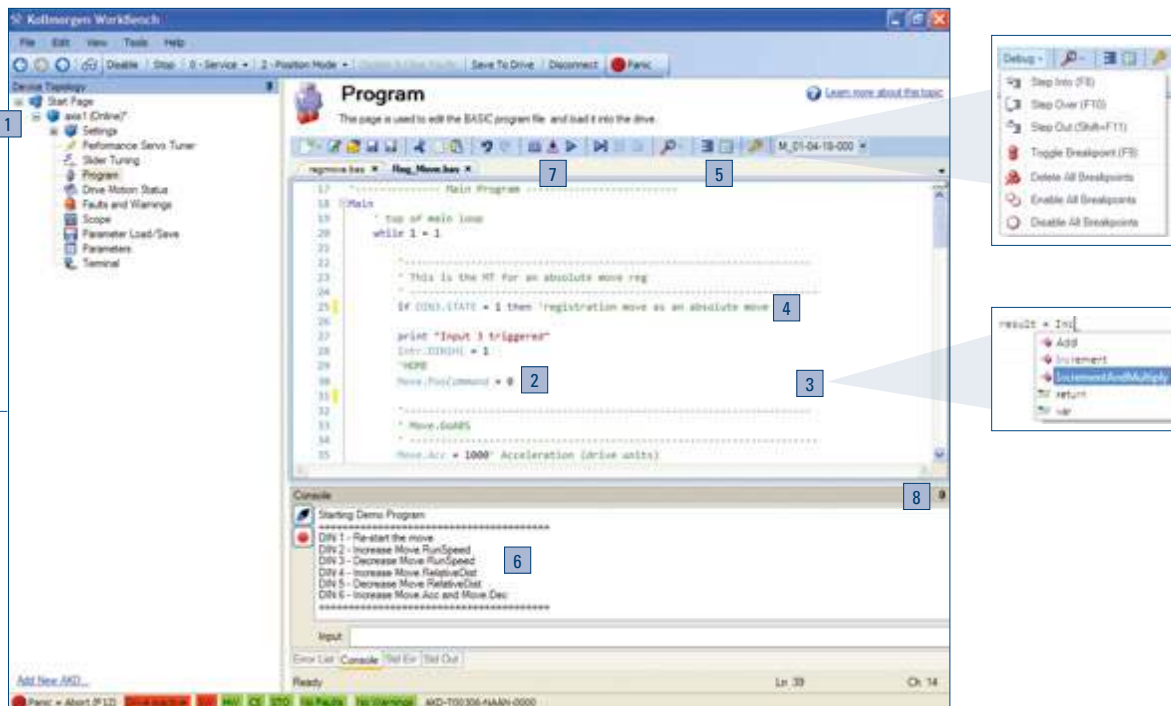 Kollmorgen WorkBench
File Edit View Tools Help
Disable Stop 0 - Service 2 - Position Mode Save To Drive Disconnect Panic
Device Topology
Start Page
axis1 (Online)*
Settings
Performance Servo Tuner
Slider Tuning
Program
Drive Motion Status
Faults and Warnings
Scope
Parameter Load/Save
Parameters
Terminal
Add New AKD...
1
Program
Learn more about this topic
This page is used to edit the BASIC program file and load it into the drive.
M_01-04-18-000
7
5
regmove.bas Reg_Move.bas
17 '-------------- Main Program --------------------------
18 Main
19 ' top of main loop
20 while 1 = 1
21
22 '--------------------------------------------------------------------
23 ' This is the MT for an absolute move reg
24 ' --------------------------------------------------------------------
25 If DIN3.STATE = 1 then 'registration move as an absolute move
4
26
27 print "Input 3 triggered"
28 = 1
29 'HOME
30 Move.PosCommand = 0
2
3
31
32 '--------------------------------------------------------------------
33 ' Move.GoABS
34 ' --------------------------------------------------------------------
35 Move.Acc = 1000' Acceleration (drive units)
Console
8
Starting Demo Program
DIN 1 - Re-start the move
DIN 2 - Increase Move.RunSpeed
DIN 3 - Decrease Move.RunSpeed
DIN 4 - Increase Move.RelativeDist
DIN 5 - Decrease Move.RelativeDist
DIN 6 - Increase Move.Acc and Move.Dec
6
Input
Error List Console Std Err Std Out
Ready Ln 39 Ch 14
Panic = Abort (F12) Drive Inactive SW HW CE STO No Faults No Warnings AKD-T00306-NAAN-0000
Debug
Step Into (F8)
Step Over (F10)
Step Out (Shift+F11)
Toggle Breakpoint (F9)
Delete All Breakpoints
Enable All Breakpoints
Disable All Breakpoints
result = Inc
Add
Increment
IncrementAndMultiply
return
var